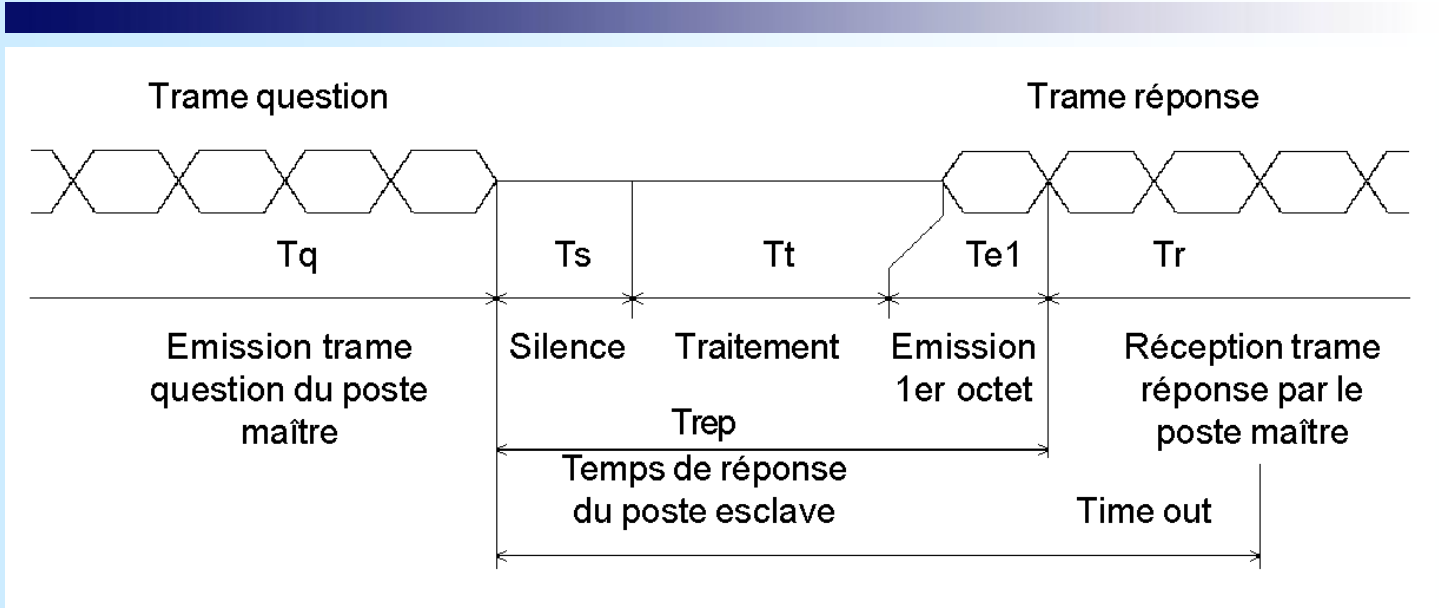 Trame question
Trame réponse
Tq
Ts
Tt
Te1
Tr
Emission trame
question du poste
maître
Silence
Traitement
Emission
1er octet
Réception trame
réponse par le
poste maître
Trep
Temps de réponse
du poste esclave
Time out